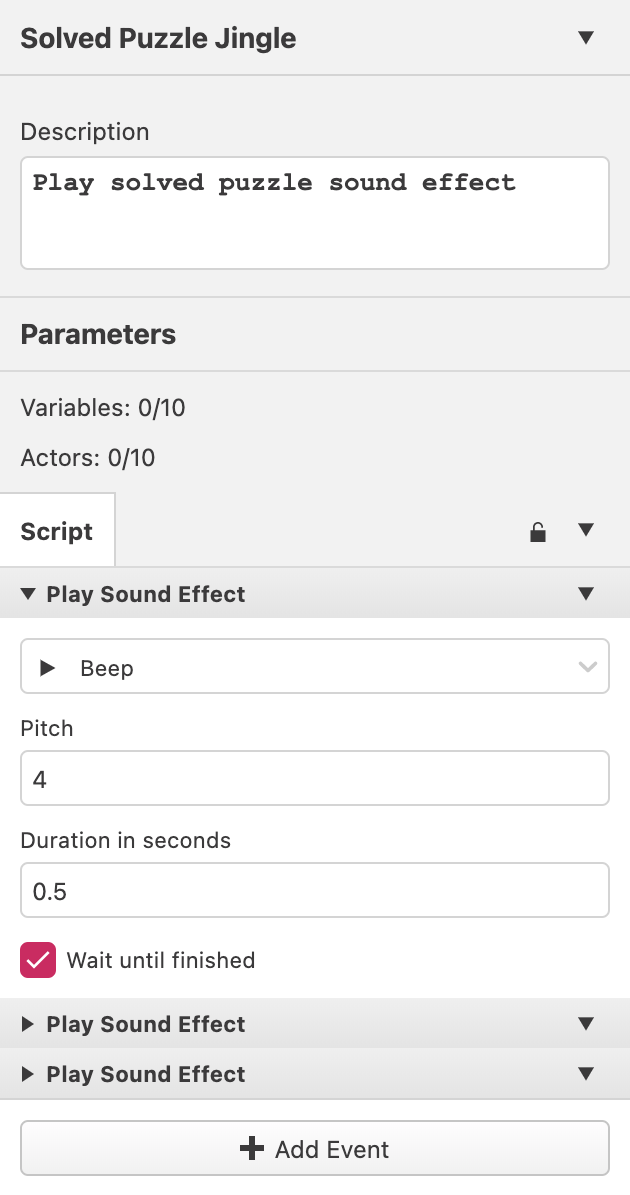 Solved Puzzle Jingle
Description
Play solved puzzle sound effect
Parameters
Variables: 0/10
Actors: 0/10
Script
Play Sound Effect
Beep
Pitch
4
Duration in seconds
0.5
Wait until finished
Play Sound Effect
Play Sound Effect
Add Event